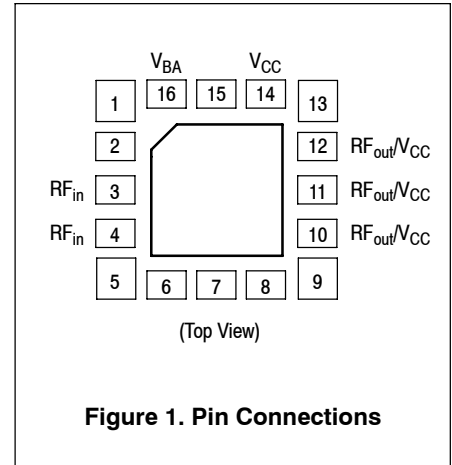 V_BA V_CC
1 16 15 14 13
2 12 RF_out/V_CC
RF_in 3 11 RF_out/V_CC
RF_in 4 10 RF_out/V_CC
5 6 7 8 9
(Top View)
Figure 1. Pin Connections